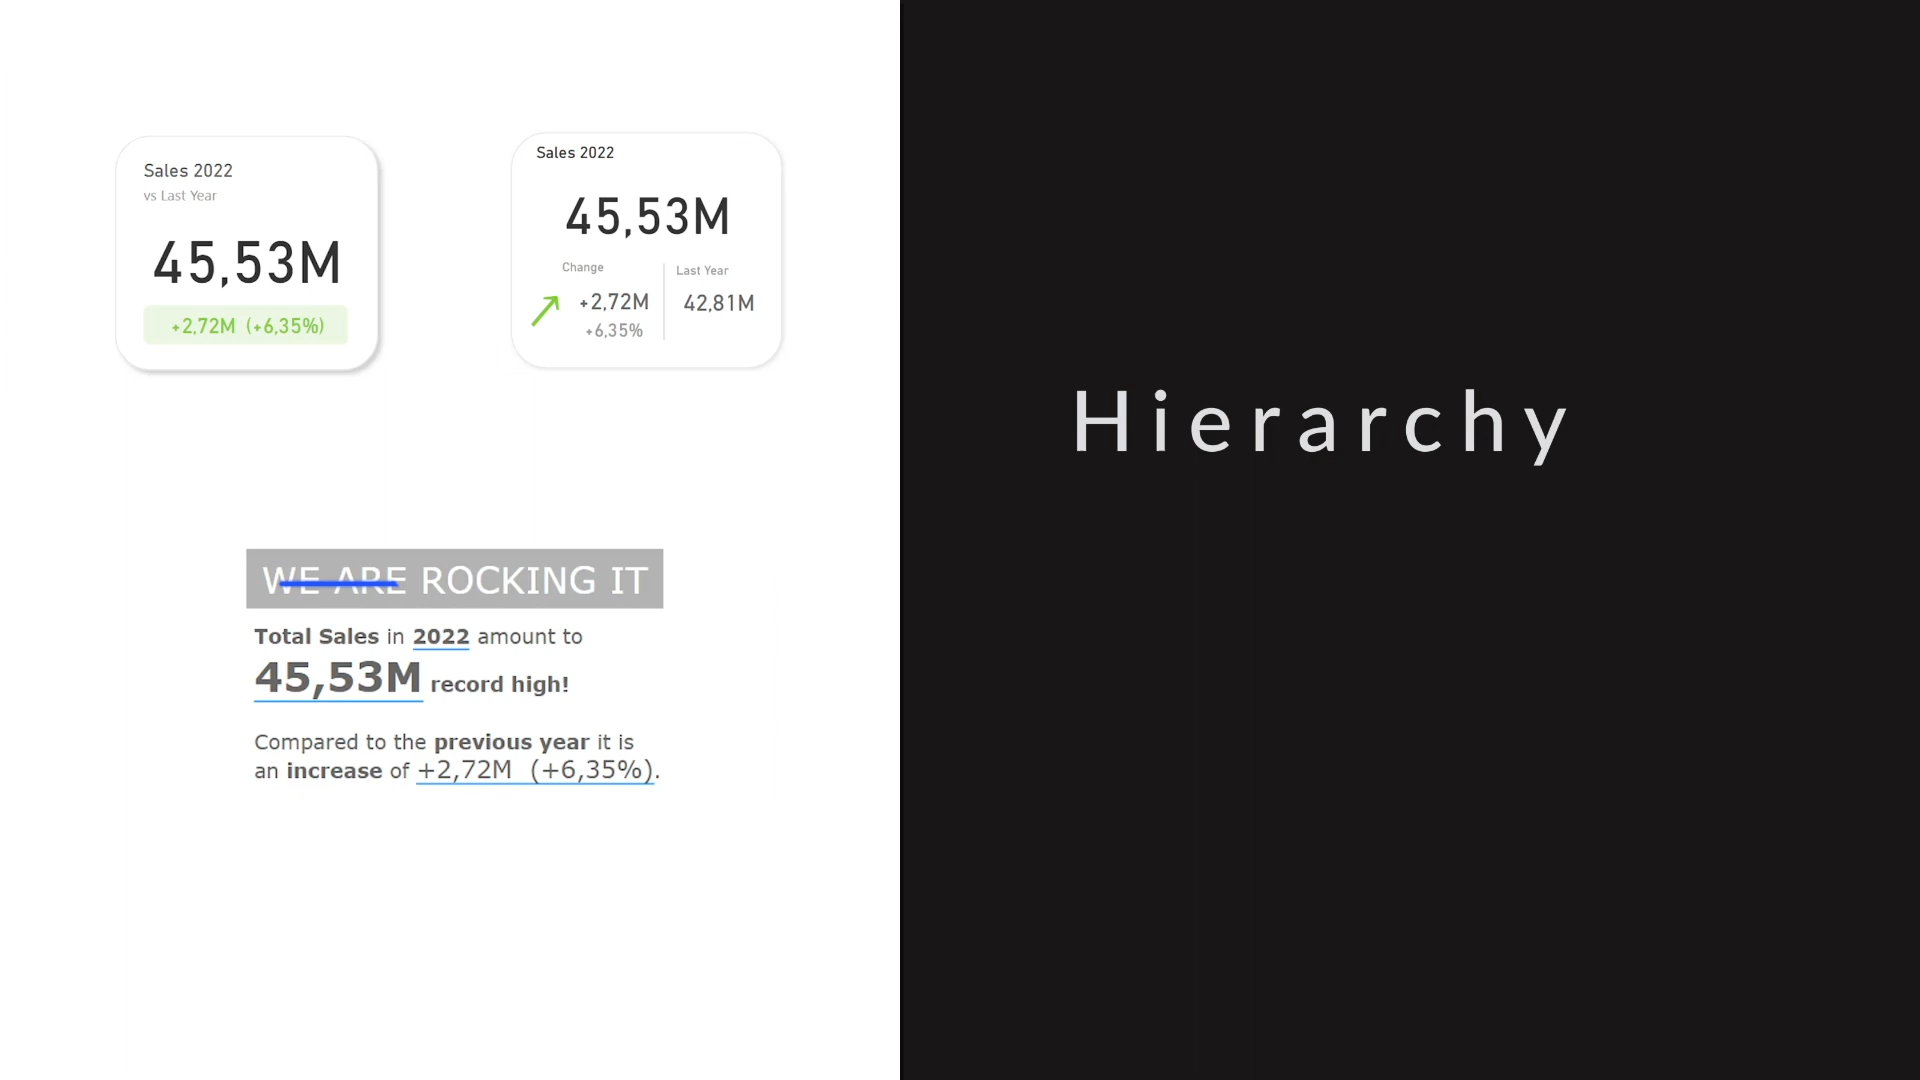 Sales 2022
vs Last Year
45,53M
+2,72M (+6,35%)
Sales 2022
45,53M
Change
+2,72M
+6,35%
Last Year
42,81M
WE ARE ROCKING IT
Total Sales in 2022 amount to
45,53M record high!
Compared to the previous year it is
an increase of +2,72M (+6,35%).
Hierarchy